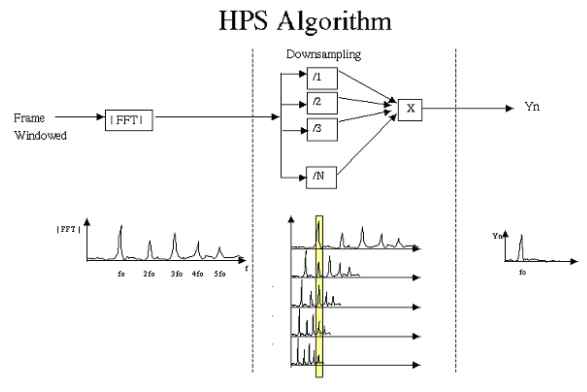 HPS Algorithm
Downsampling
/1
/2
/3
/N
Frame
Windowed
|FFT|
X
Yn
|FFT|
fo 2fo 3fo 4fo 5fo f
Yn
fo